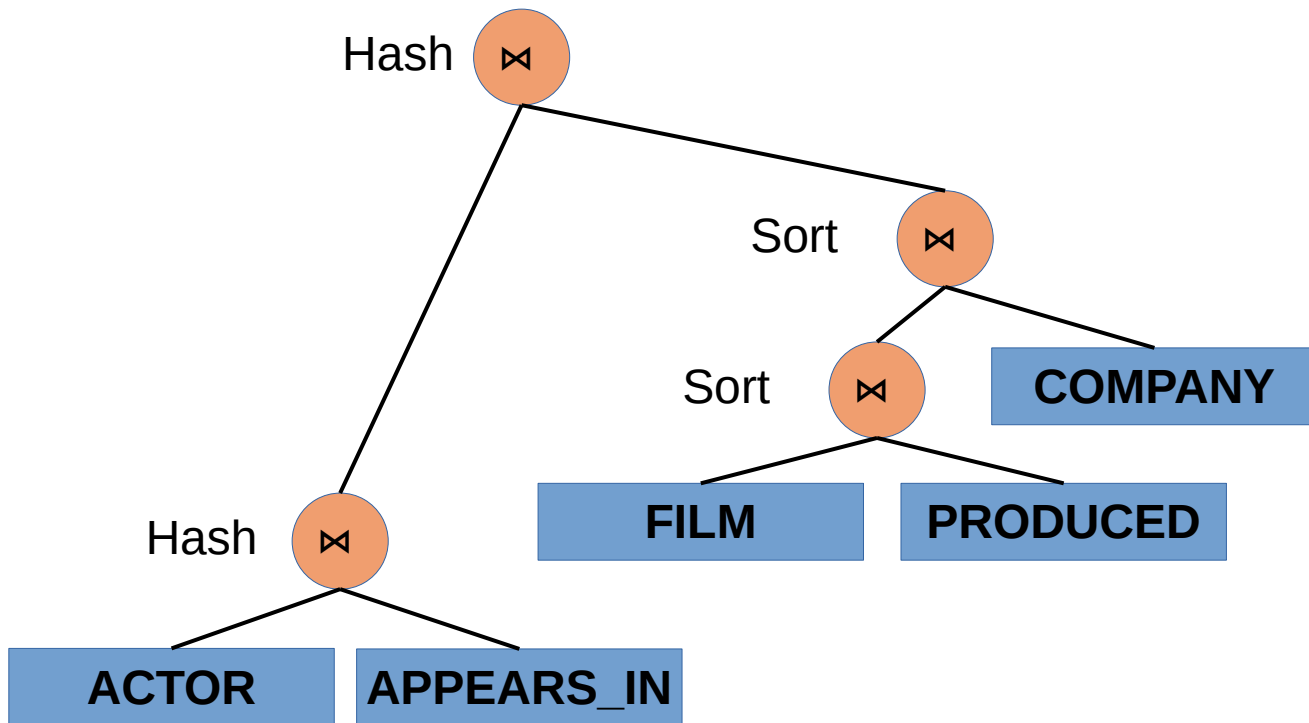 Hash ⋈
Sort ⋈
Sort ⋈
COMPANY
FILM
PRODUCED
Hash ⋈
ACTOR
APPEARS_IN